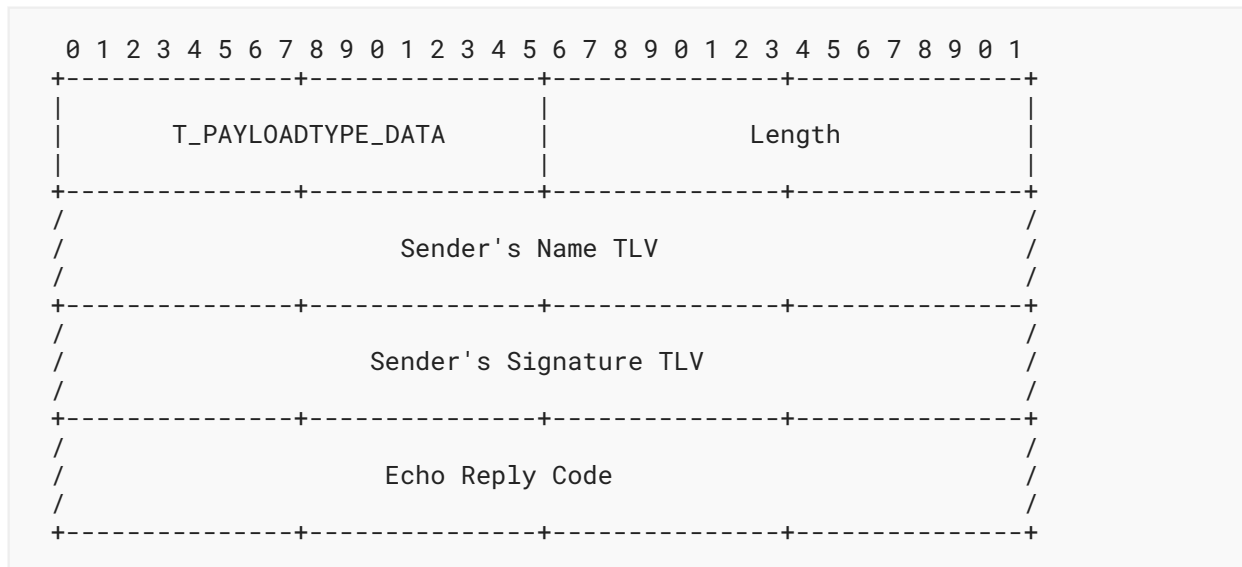 0 1 2 3 4 5 6 7 8 9 0 1 2 3 4 5 6 7 8 9 0 1 2 3 4 5 6 7 8 9 0 1
+---------------+---------------+---------------+---------------+
|                               |                               |
|       T_PAYLOADTYPE_DATA      |             Length            |
|                               |                               |
+---------------+---------------+---------------+---------------+
/                                                               /
/                      Sender's Name TLV                        /
/                                                               /
+---------------+---------------+---------------+---------------+
/                                                               /
/                    Sender's Signature TLV                     /
/                                                               /
+---------------+---------------+---------------+---------------+
/                                                               /
/                     Echo Reply Code                           /
/                                                               /
+---------------+---------------+---------------+---------------+